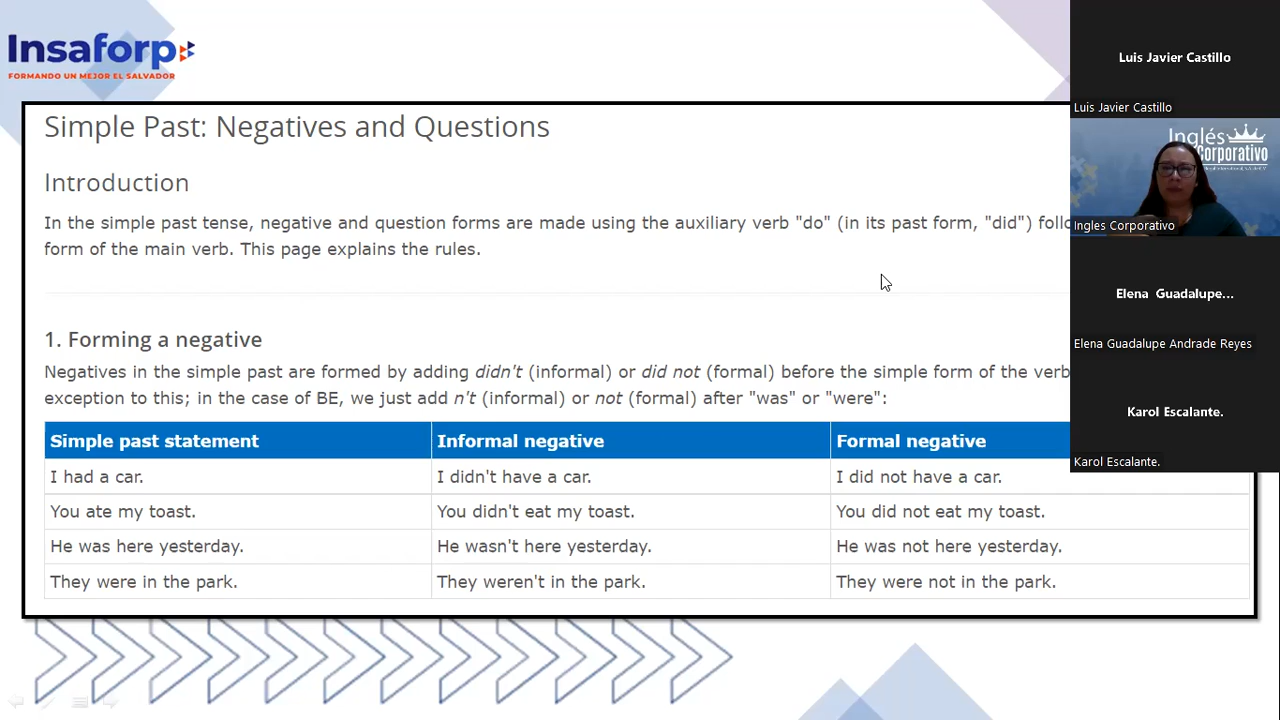 Insaforp
FORMANDO UN MEJOR EL SALVADOR
Simple Past: Negatives and Questions
Introduction
In the simple past tense, negative and question forms are made using the auxiliary verb "do" (in its past form, "did")
form of the main verb. This page explains the rules.
1. Forming a negative
Negatives in the simple past are formed by adding didn't (informal) or did not (formal) before the simple form of the verb
exception to this; in the case of BE, we just add n't (informal) or not (formal) after "was" or "were":
Simple past statement Informal negative Formal negative
I had a car. I didn't have a car. I did not have a car.
You ate my toast. You didn't eat my toast. You did not eat my toast.
He was here yesterday. He wasn't here yesterday. He was not here yesterday.
They were in the park. They weren't in the park. They were not in the park.
Luis Javier Castillo
Luis Javier Castillo
Inglés
Corporativo
Ingles Corporativo
Elena Guadalupe...
Elena Guadalupe Andrade Reyes
Karol Escalante.
Karol Escalante.